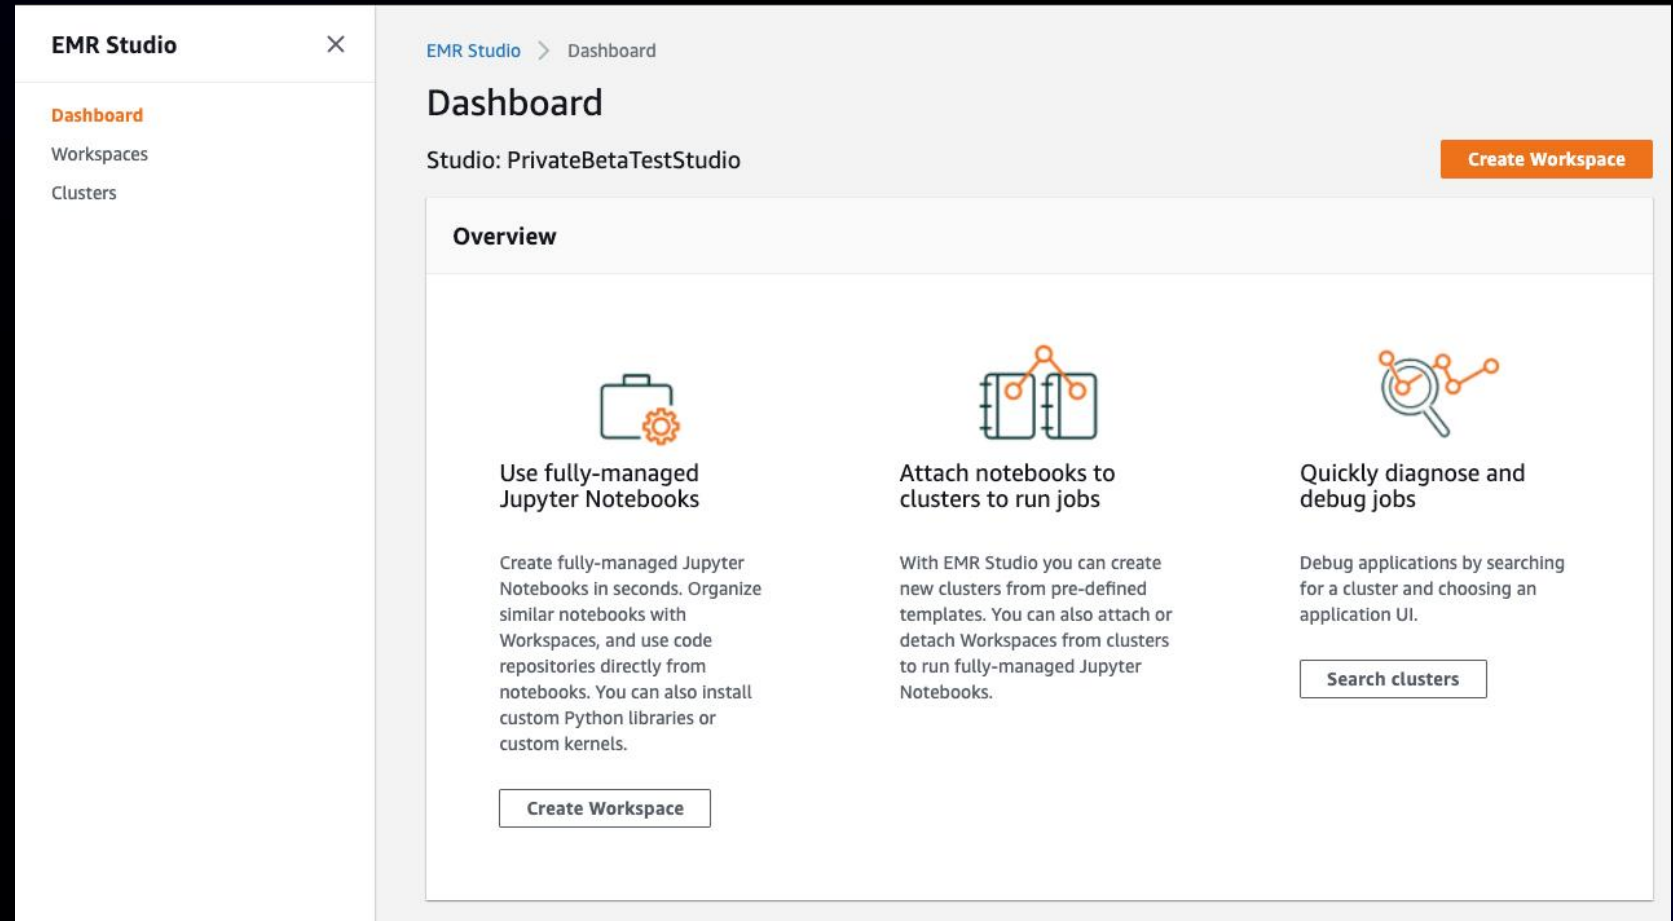 EMR Studio
Dashboard
Workspaces
Clusters
EMR Studio > Dashboard
Dashboard
Studio: PrivateBetaTestStudio
Create Workspace
Overview
Use fully-managed
Jupyter Notebooks
Create fully-managed Jupyter
Notebooks in seconds. Organize
similar notebooks with
Workspaces, and use code
repositories directly from
notebooks. You can also install
custom Python libraries or
custom kernels.
Create Workspace
Attach notebooks to
clusters to run jobs
With EMR Studio you can create
new clusters from pre-defined
templates. You can also attach or
detach Workspaces from clusters
to run fully-managed Jupyter
Notebooks.
Quickly diagnose and
debug jobs
Debug applications by searching
for a cluster and choosing an
application UI.
Search clusters